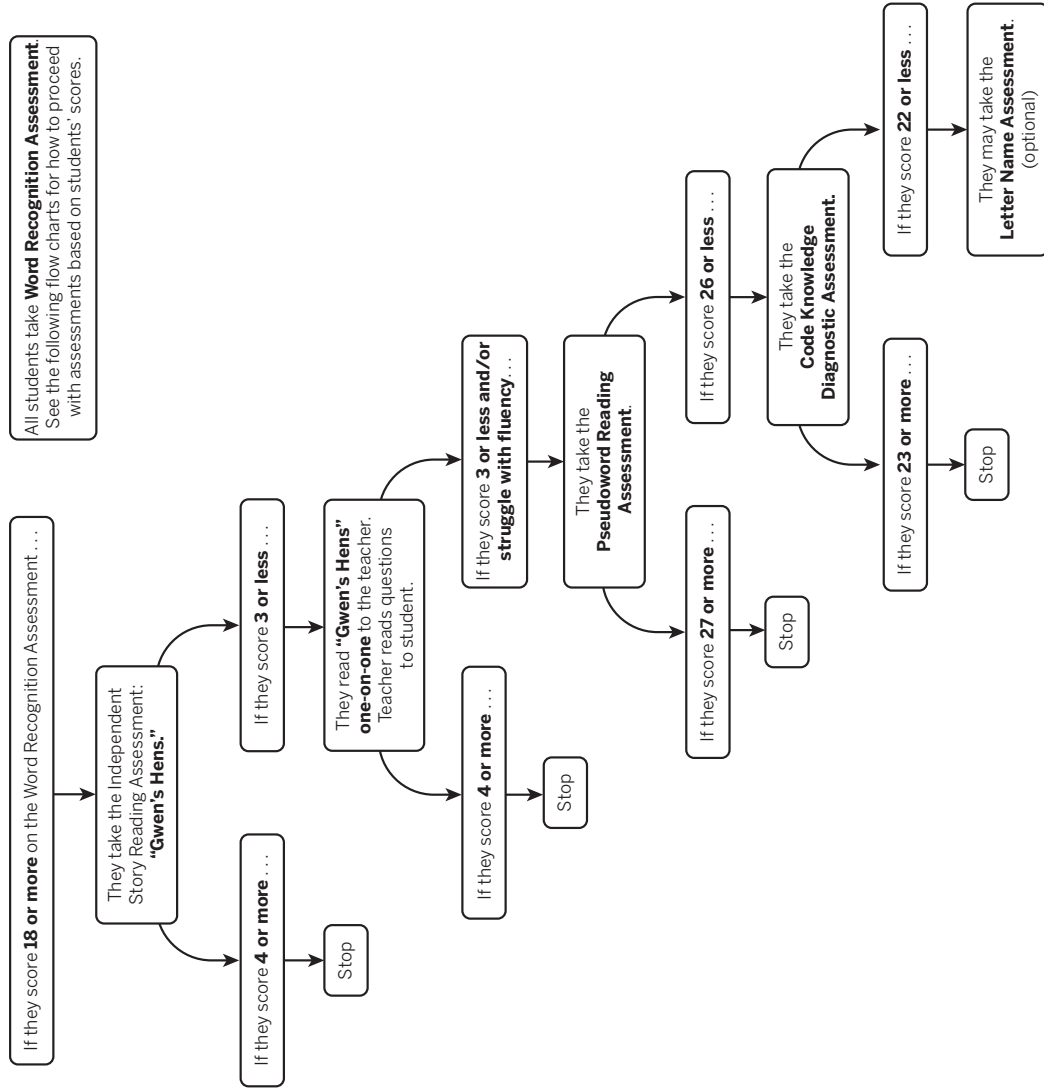 All students take Word Recognition Assessment.
See the following flow charts for how to proceed
with assessments based on students’ scores.
If they score 18 or more on the Word Recognition Assessment . . .
They take the Independent
Story Reading Assessment:
“Gwen’s Hens.”
If they score 4 or more . . .
Stop
If they score 3 or less . . .
They read “Gwen’s Hens”
one-on-one to the teacher.
Teacher reads questions
to student.
If they score 4 or more . . .
Stop
If they score 3 or less and/or
struggle with fluency. . .
They take the
Pseudoword Reading
Assessment.
If they score 27 or more . . .
Stop
If they score 26 or less . . .
They take the
Code Knowledge
Diagnostic Assessment.
If they score 23 or more . . .
Stop
If they score 22 or less . . .
They may take the
Letter Name Assessment.
(optional)